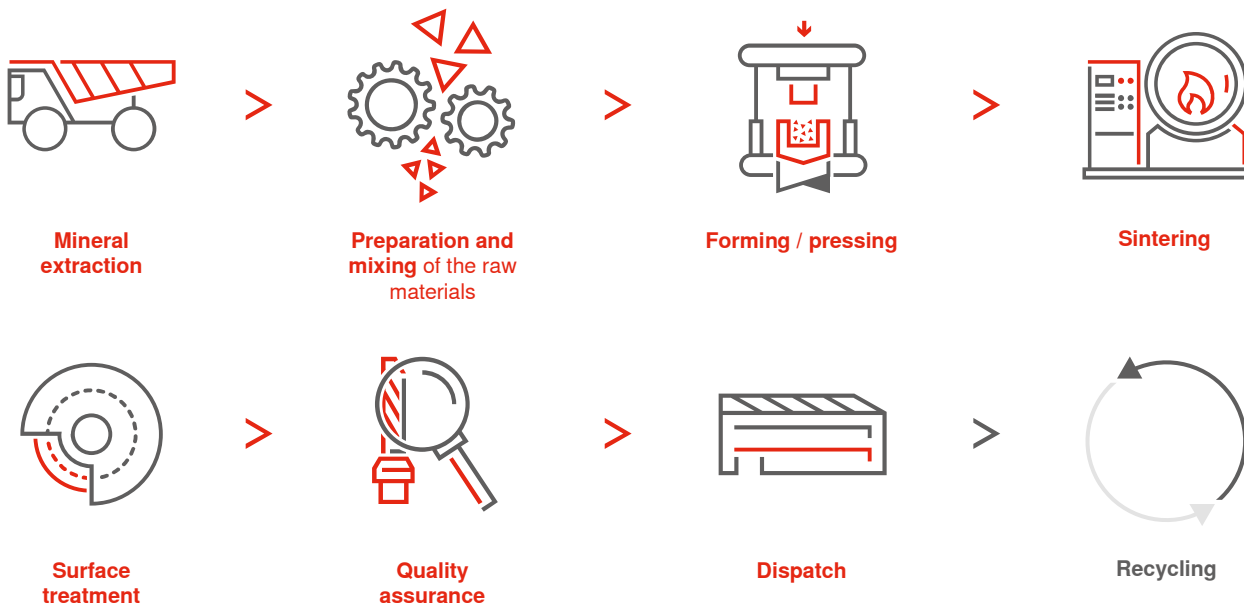 Mineral
extraction
Preparation and
mixing of the raw
materials
Forming / pressing
Sintering
Surface
treatment
Quality
assurance
Dispatch
Recycling